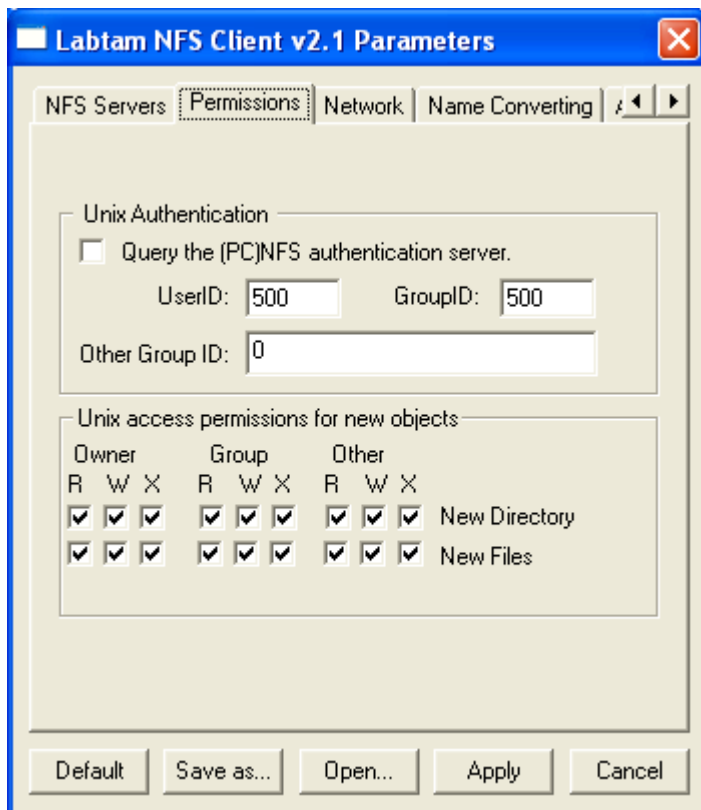 Labtam NFS Client v2.1 Parameters
NFS Servers Permissions Network Name Converting
Unix Authentication
Query the (PC)NFS authentication server.
UserID: 500 GroupID: 500
Other Group ID: 0
Unix access permissions for new objects
Owner Group Other
R W X R W X R W X
New Directory
New Files
Default Save as... Open... Apply Cancel